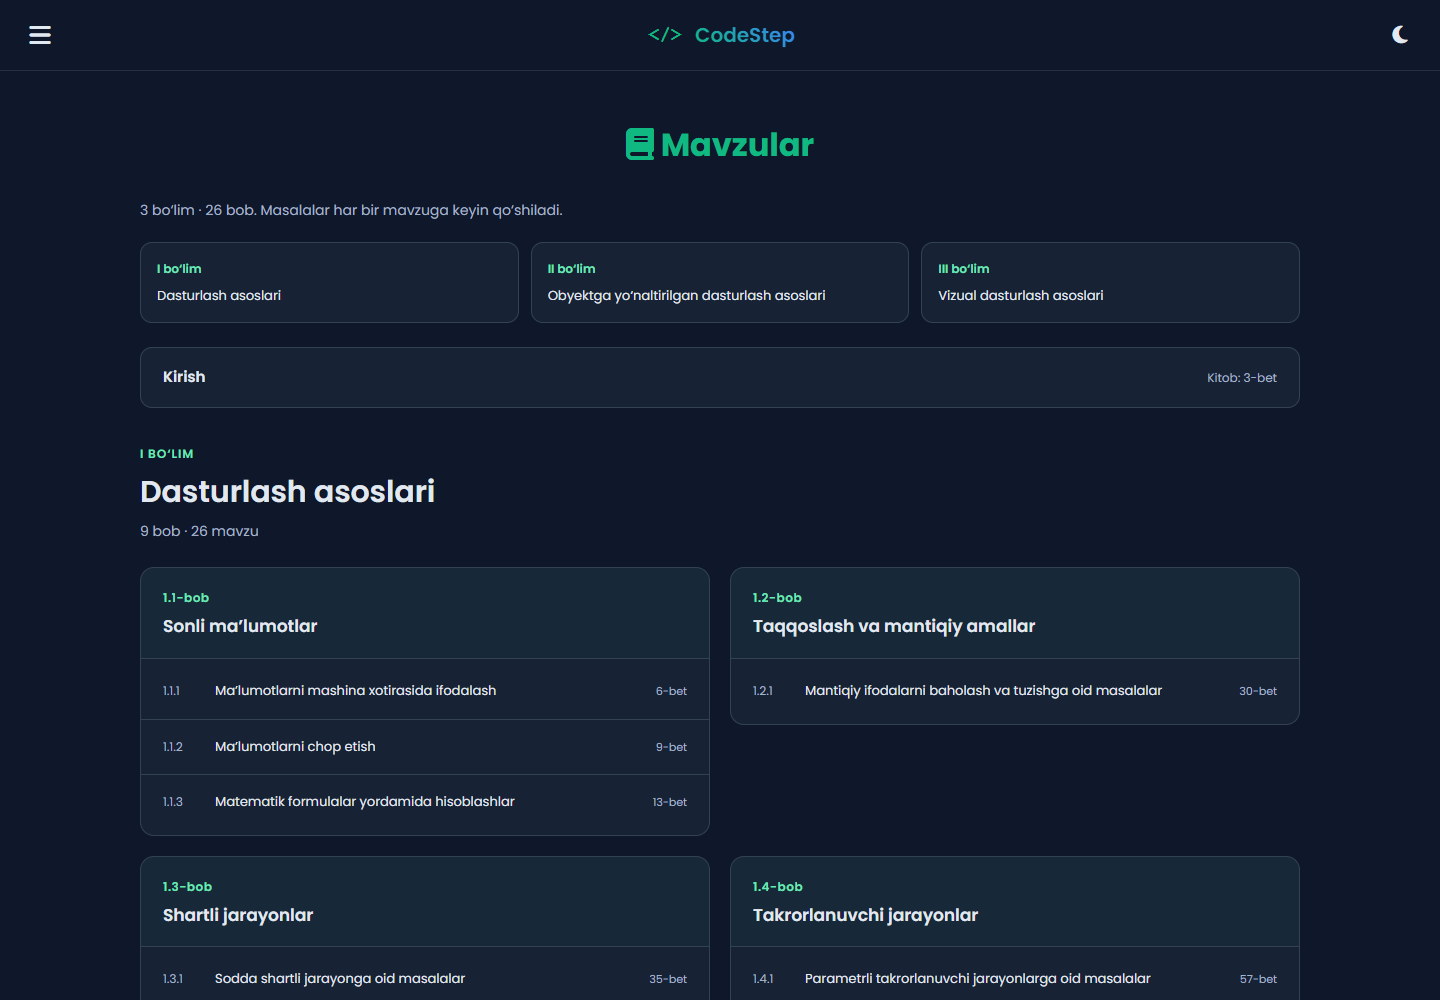 </> CodeStep
Mavzular
3 bo‘lim · 26 bob. Masalalar har bir mavzuga keyin qo‘shiladi.
I bo‘lim
Dasturlash asoslari
II bo‘lim
Obyektga yo‘naltirilgan dasturlash asoslari
III bo‘lim
Vizual dasturlash asoslari
Kirish
Kitob: 3-bet
I BO‘LIM
Dasturlash asoslari
9 bob · 26 mavzu
1.1-bob
Sonli ma’lumotlar
1.1.1 Ma’lumotlarni mashina xotirasida ifodalash 6-bet
1.1.2 Ma’lumotlarni chop etish 9-bet
1.1.3 Matematik formulalar yordamida hisoblashlar 13-bet
1.2-bob
Taqqoslash va mantiqiy amallar
1.2.1 Mantiqiy ifodalarni baholash va tuzishga oid masalalar 30-bet
1.3-bob
Shartli jarayonlar
1.3.1 Sodda shartli jarayonga oid masalalar 35-bet
1.4-bob
Takrorlanuvchi jarayonlar
1.4.1 Parametrli takrorlanuvchi jarayonlarga oid masalalar 57-bet